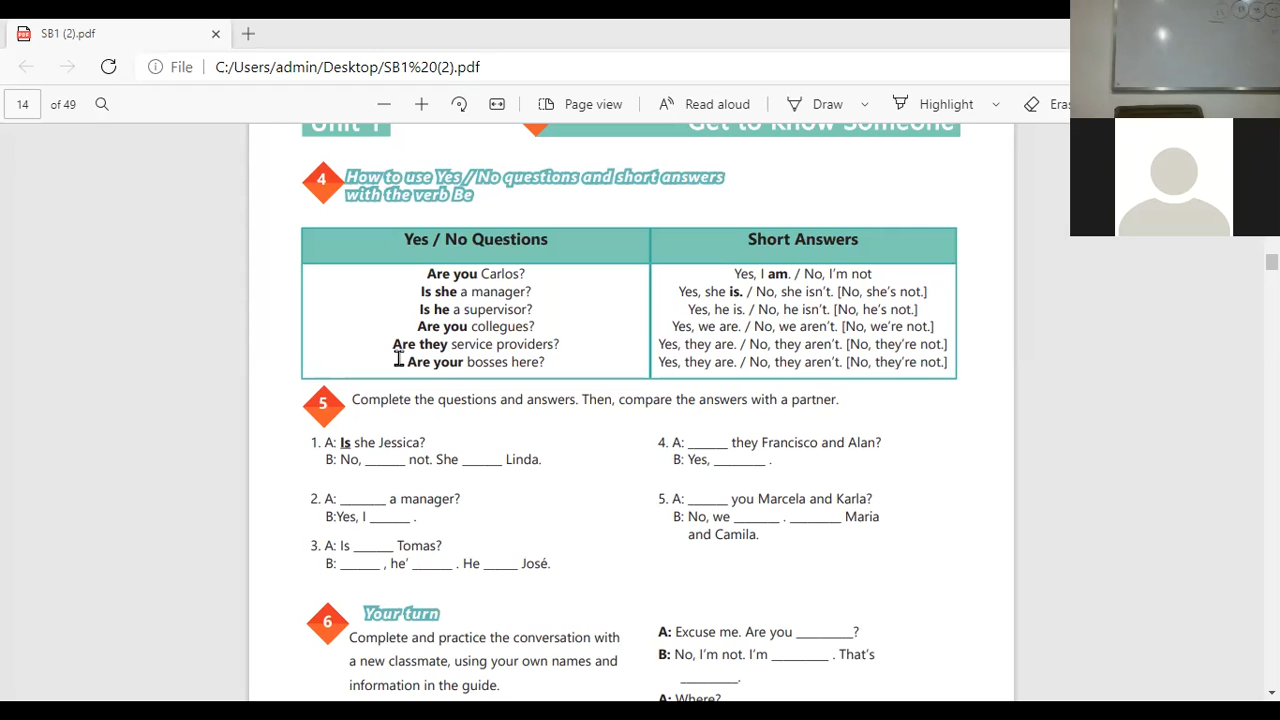 SB1 (2).pdf
File C:/Users/admin/Desktop/SB1%20(2).pdf
14 of 49 Page view Read aloud Draw Highlight Eras
Unit 1 Get to Know Someone
4 How to use Yes / No questions and short answers
with the verb Be
Yes / No Questions Short Answers
Are you Carlos? Yes, I am. / No, I'm not
Is she a manager? Yes, she is. / No, she isn't. [No, she's not.]
Is he a supervisor? Yes, he is. / No, he isn't. [No, he's not.]
Are you collegues? Yes, we are. / No, we aren't. [No, we're not.]
Are they service providers? Yes, they are. / No, they aren't. [No, they're not.]
Are your bosses here? Yes, they are. / No, they aren't. [No, they're not.]
5 Complete the questions and answers. Then, compare the answers with a partner.
1. A: Is she Jessica?
B: No, ______ not. She ______ Linda.
2. A: _______ a manager?
B:Yes, I ______ .
3. A: Is ______ Tomas?
B: ______ , he' ______ . He _____ José.
4. A: ______ they Francisco and Alan?
B: Yes, ________ .
5. A: ______ you Marcela and Karla?
B: No, we _______ . ________ Maria
and Camila.
6 Your turn
Complete and practice the conversation with
a new classmate, using your own names and
information in the guide.
A: Excuse me. Are you _________?
B: No, I'm not. I'm _________ . That's
_________.
A: Where?